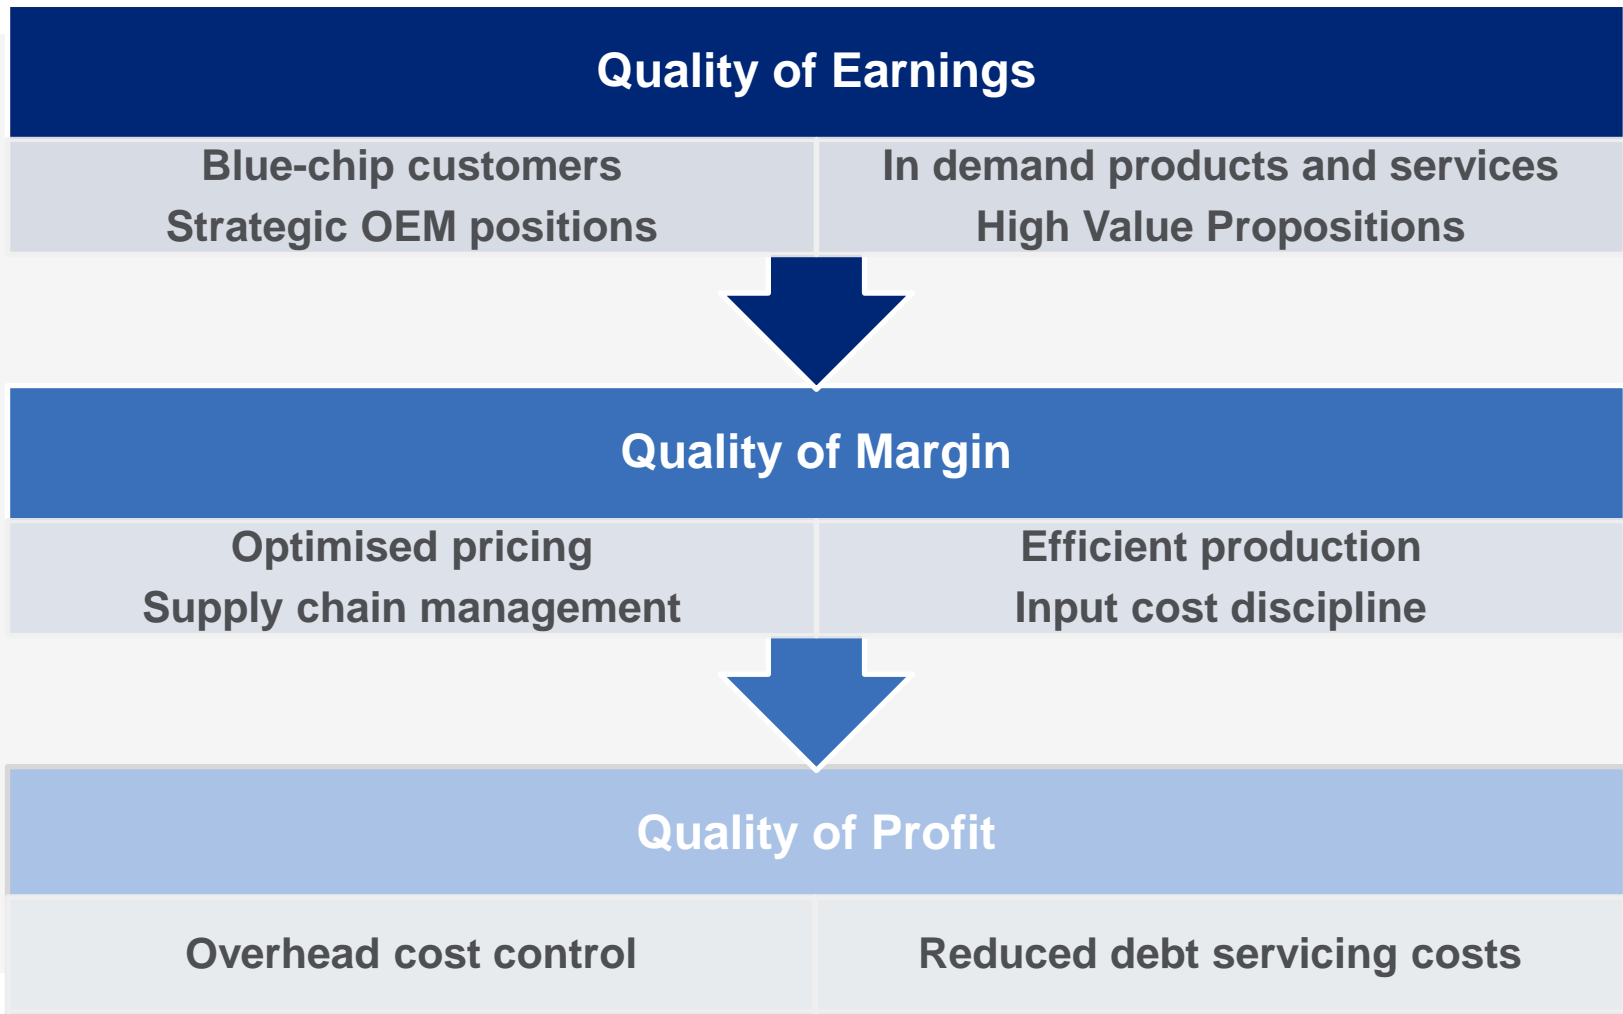 Quality of Earnings
Blue-chip customers
Strategic OEM positions
In demand products and services
High Value Propositions
Quality of Margin
Optimised pricing
Supply chain management
Efficient production
Input cost discipline
Quality of Profit
Overhead cost control
Reduced debt servicing costs